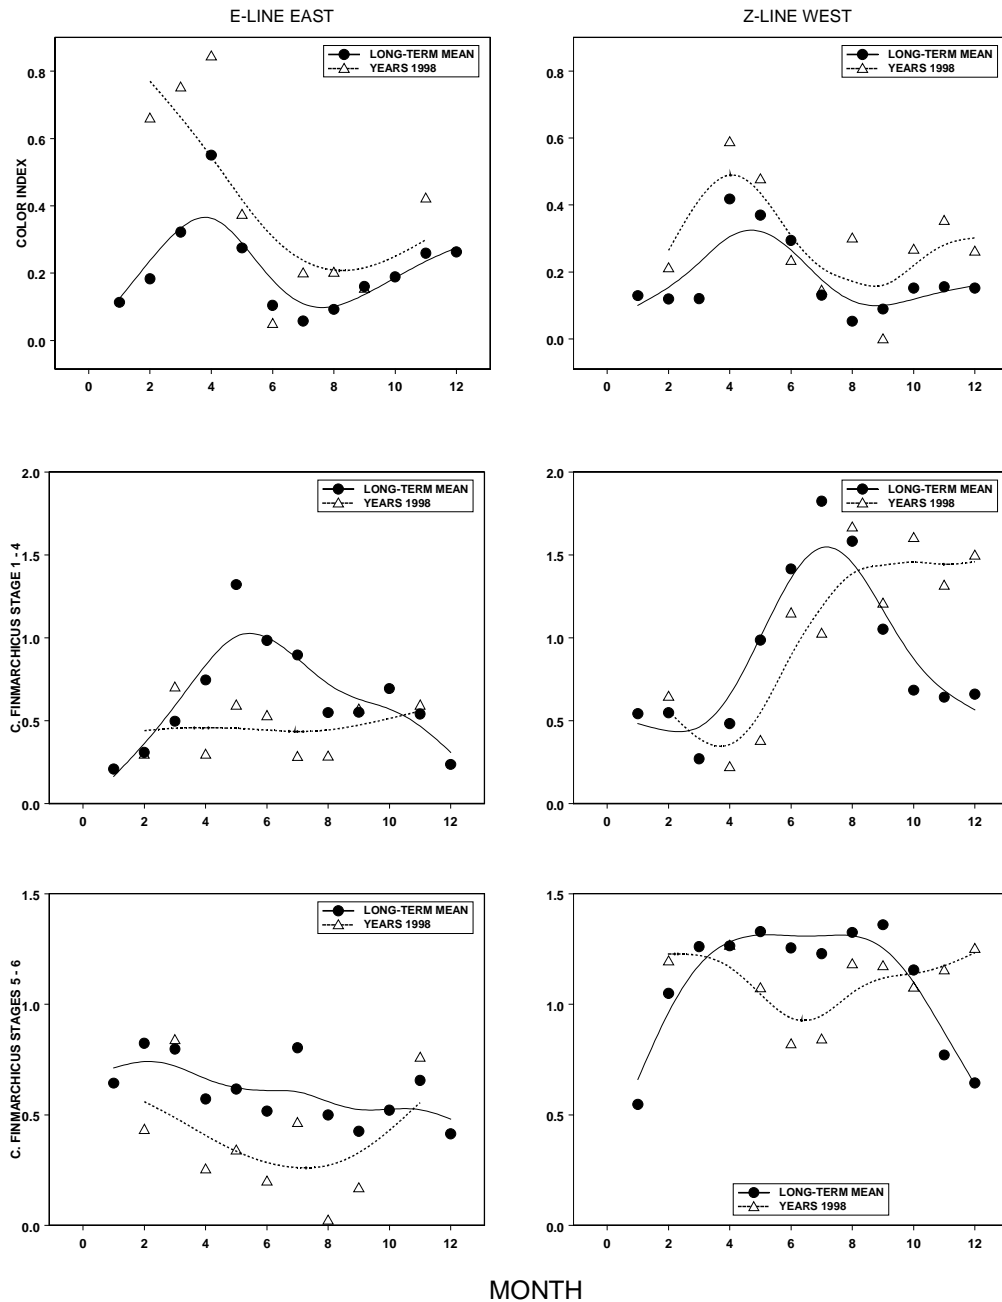 E-LINE EAST
Z-LINE WEST
COLOR INDEX
0.8
0.6
0.4
0.2
0.0
LONG-TERM MEAN
YEARS 1998
0 2 4 6 8 10 12
0.8
0.6
0.4
0.2
0.0
LONG-TERM MEAN
YEARS 1998
0 2 4 6 8 10 12
C. FINMARCHICUS STAGE 1 - 4
2.0
1.5
1.0
0.5
0.0
LONG-TERM MEAN
YEARS 1998
0 2 4 6 8 10 12
2.0
1.5
1.0
0.5
0.0
LONG-TERM MEAN
YEARS 1998
0 2 4 6 8 10 12
C. FINMARCHICUS STAGES 5 - 6
1.5
1.0
0.5
0.0
LONG-TERM MEAN
YEARS 1998
0 2 4 6 8 10 12
1.5
1.0
0.5
0.0
LONG-TERM MEAN
YEARS 1998
0 2 4 6 8 10 12
MONTH